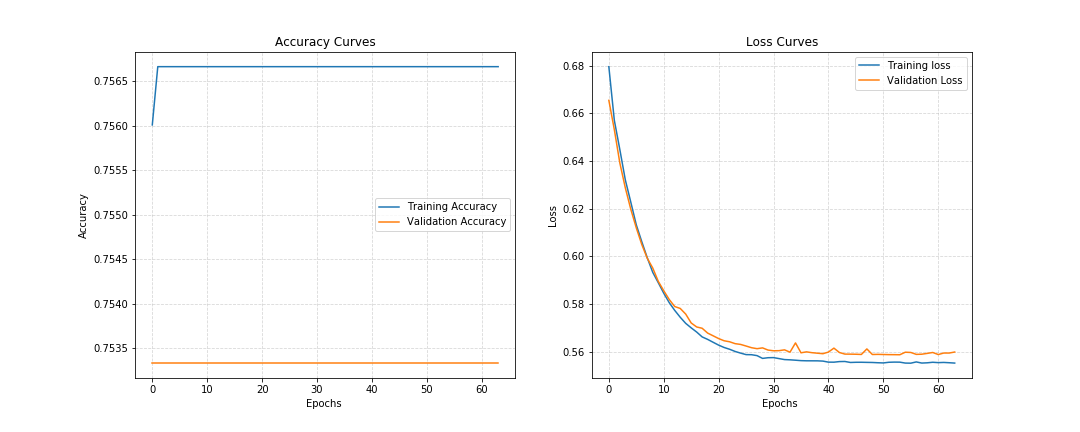 Accuracy Curves
0.7565
0.7560
0.7555
0.7550
0.7545
0.7540
0.7535
Accuracy
Training Accuracy
Validation Accuracy
0 10 20 30 40 50 60
Epochs
Loss Curves
0.68
0.66
0.64
0.62
0.60
0.58
0.56
Loss
Training loss
Validation Loss
0 10 20 30 40 50 60
Epochs